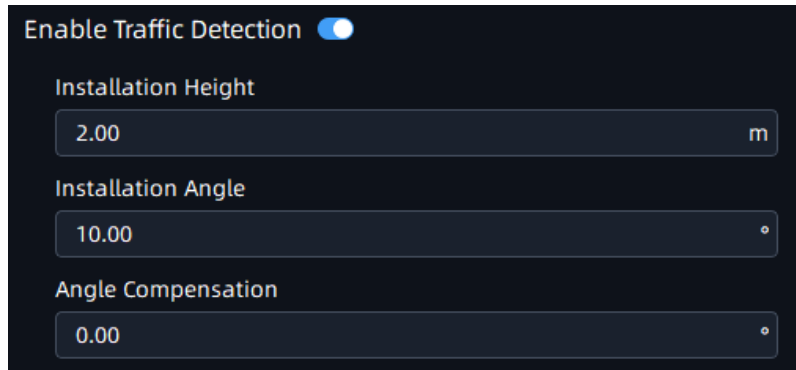 Enable Traffic Detection
Installation Height
2.00 m
Installation Angle
10.00 °
Angle Compensation
0.00 °